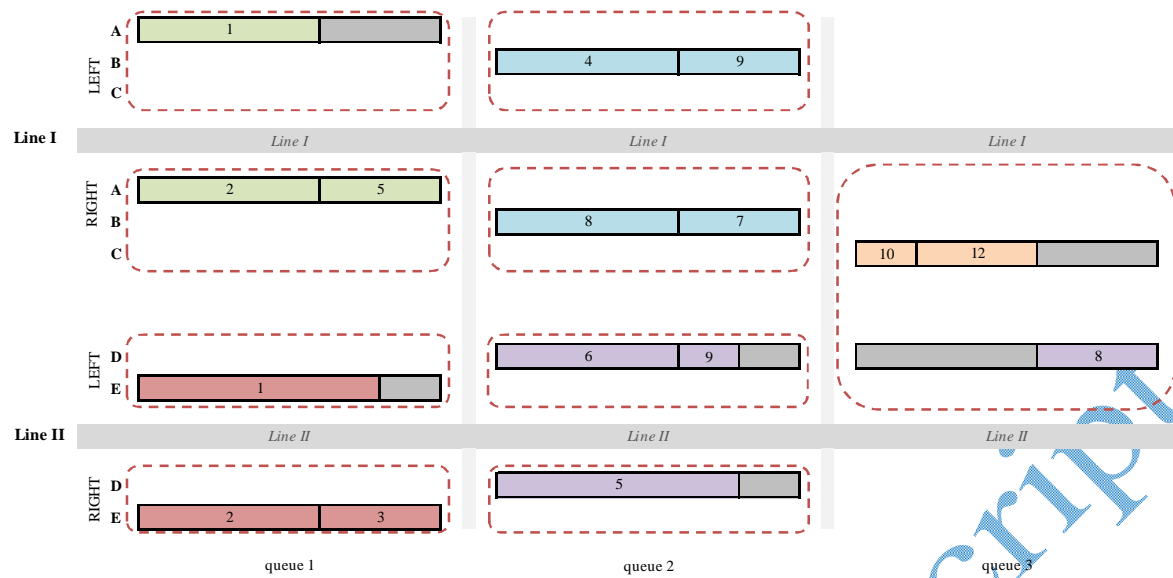 A 1
B 4 9
LEFT
C
Line I Line I Line I Line I
A 2 5
RIGHT
B 8 7
C 10 12
D 6 9 8
LEFT
E 1
Line II Line II Line II Line II
D 5
RIGHT
E 2 3
queue 1 queue 2 queue 3